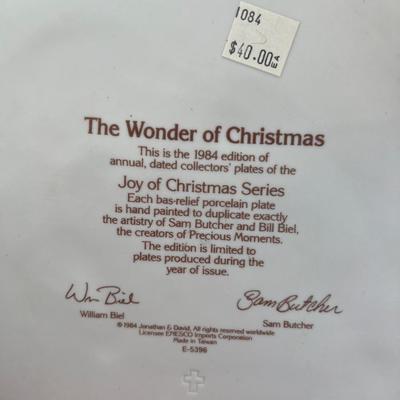 1084
$40.00 EA
The Wonder of Christmas
This is the 1984 edition of
annual, dated collectors' plates of the
Joy of Christmas Series
Each bas-relief porcelain plate
is hand painted to duplicate exactly
the artistry of Sam Butcher and Bill Biel,
the creators of Precious Moments.
The edition is limited to
plates produced during the
year of issue.
Wm Biel
Sam Butcher
William Biel
Sam Butcher
© 1984 Jonathan & David. All rights reserved worldwide
Licensee ENESCO Imports Corporation
Made in Taiwan
E-5396